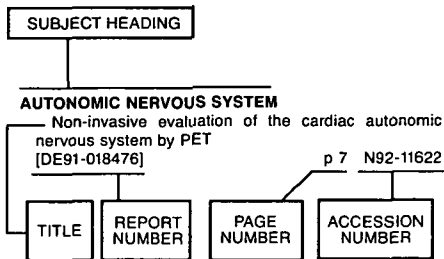 SUBJECT HEADING
AUTONOMIC NERVOUS SYSTEM
Non-invasive evaluation of the cardiac autonomic
nervous system by PET
[DE91-018476] p 7 N92-11622
TITLE REPORT NUMBER PAGE NUMBER ACCESSION NUMBER